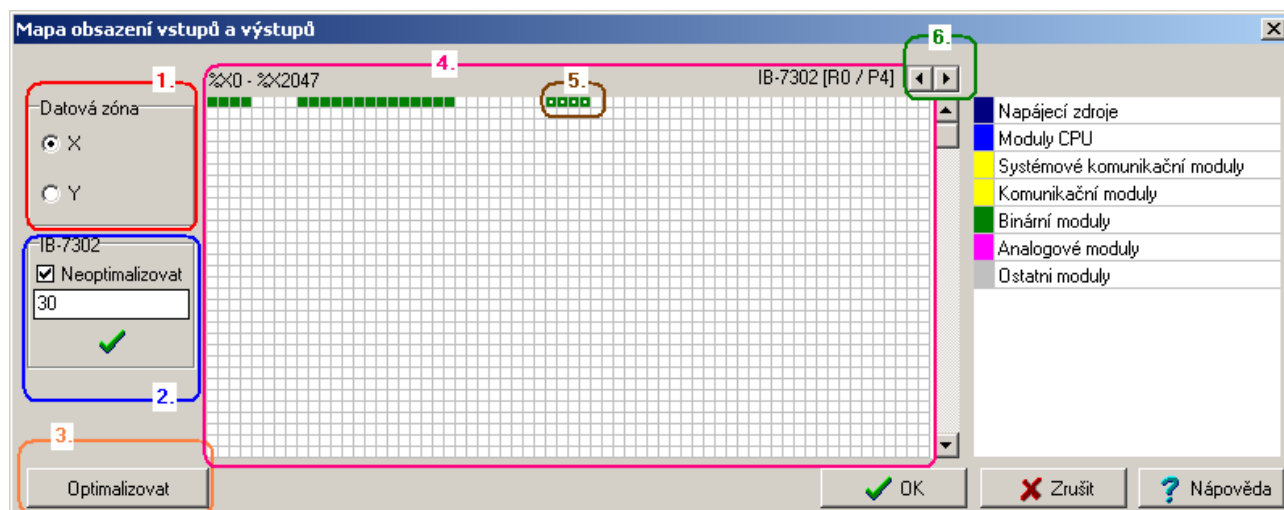 Mapa obsazení vstupů a výstupů
6.
1.
4.
%X0 - %X2047
5.
IB-7302 [R0 / P4]
Datová zóna
X
Y
2.
IB-7302
Neoptimalizovat
30
3.
Optimalizovat
Napájecí zdroje
Moduly CPU
Systémové komunikační moduly
Komunikační moduly
Binární moduly
Analogové moduly
Ostatni moduly
OK
Zrušit
Nápověda